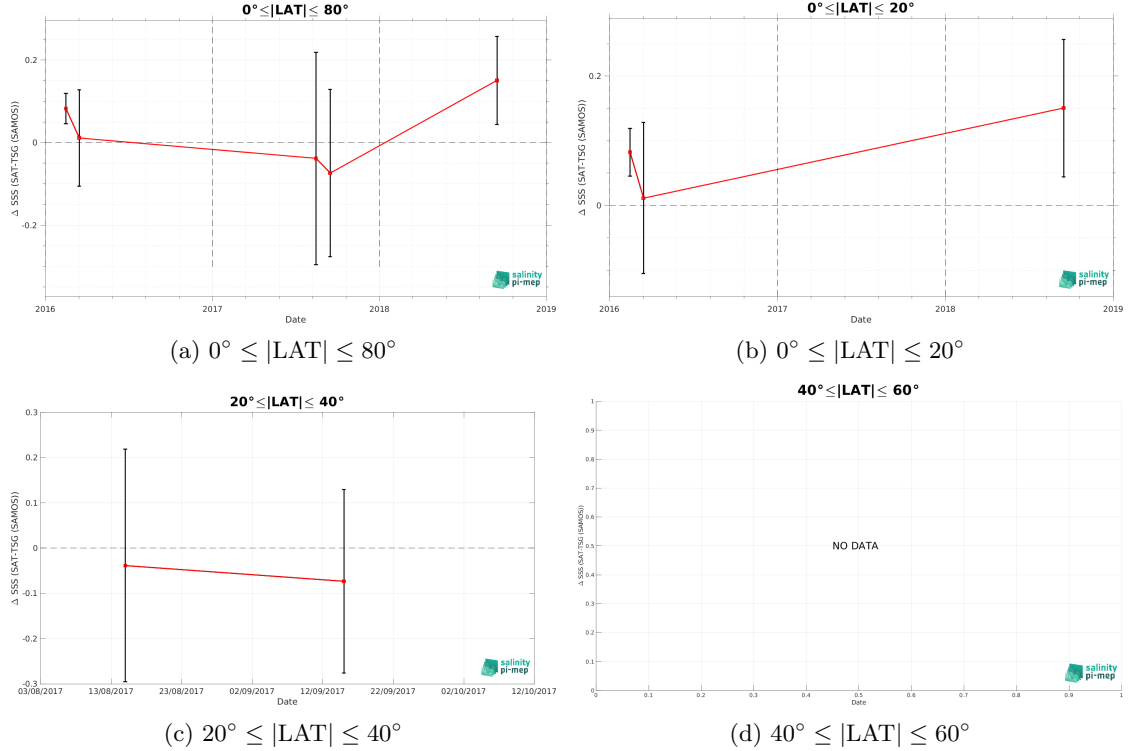 0°≤|LAT|≤ 80°
Δ SSS (SAT-TSG (SAMOS))
0.2
0
-0.2
2016
2017
2018
2019
Date
salinity
pi-mep
(a) 0° ≤ |LAT| ≤ 80°
0°≤|LAT|≤ 20°
Δ SSS (SAT-TSG (SAMOS))
0.2
0
2016
2017
2018
2019
Date
salinity
pi-mep
(b) 0° ≤ |LAT| ≤ 20°
20°≤|LAT|≤ 40°
Δ SSS (SAT-TSG (SAMOS))
0.3
0.2
0.1
0
-0.1
-0.2
-0.3
03/08/2017
13/08/2017
23/08/2017
02/09/2017
12/09/2017
22/09/2017
02/10/2017
12/10/2017
Date
salinity
pi-mep
(c) 20° ≤ |LAT| ≤ 40°
40°≤|LAT|≤ 60°
Δ SSS (SAT-TSG (SAMOS))
1
0.9
0.8
0.7
0.6
0.5
0.4
0.3
0.2
0.1
0
NO DATA
0
0.1
0.2
0.3
0.4
0.5
0.6
0.7
0.8
0.9
1
Date
salinity
pi-mep
(d) 40° ≤ |LAT| ≤ 60°